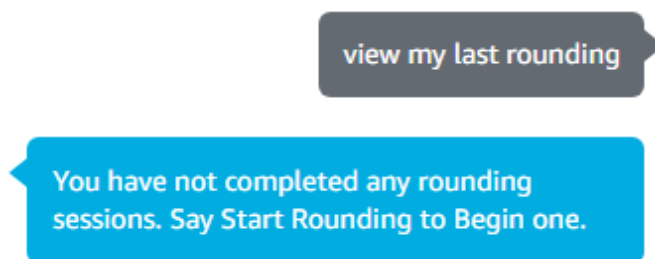 view my last rounding
You have not completed any rounding
sessions. Say Start Rounding to Begin one.